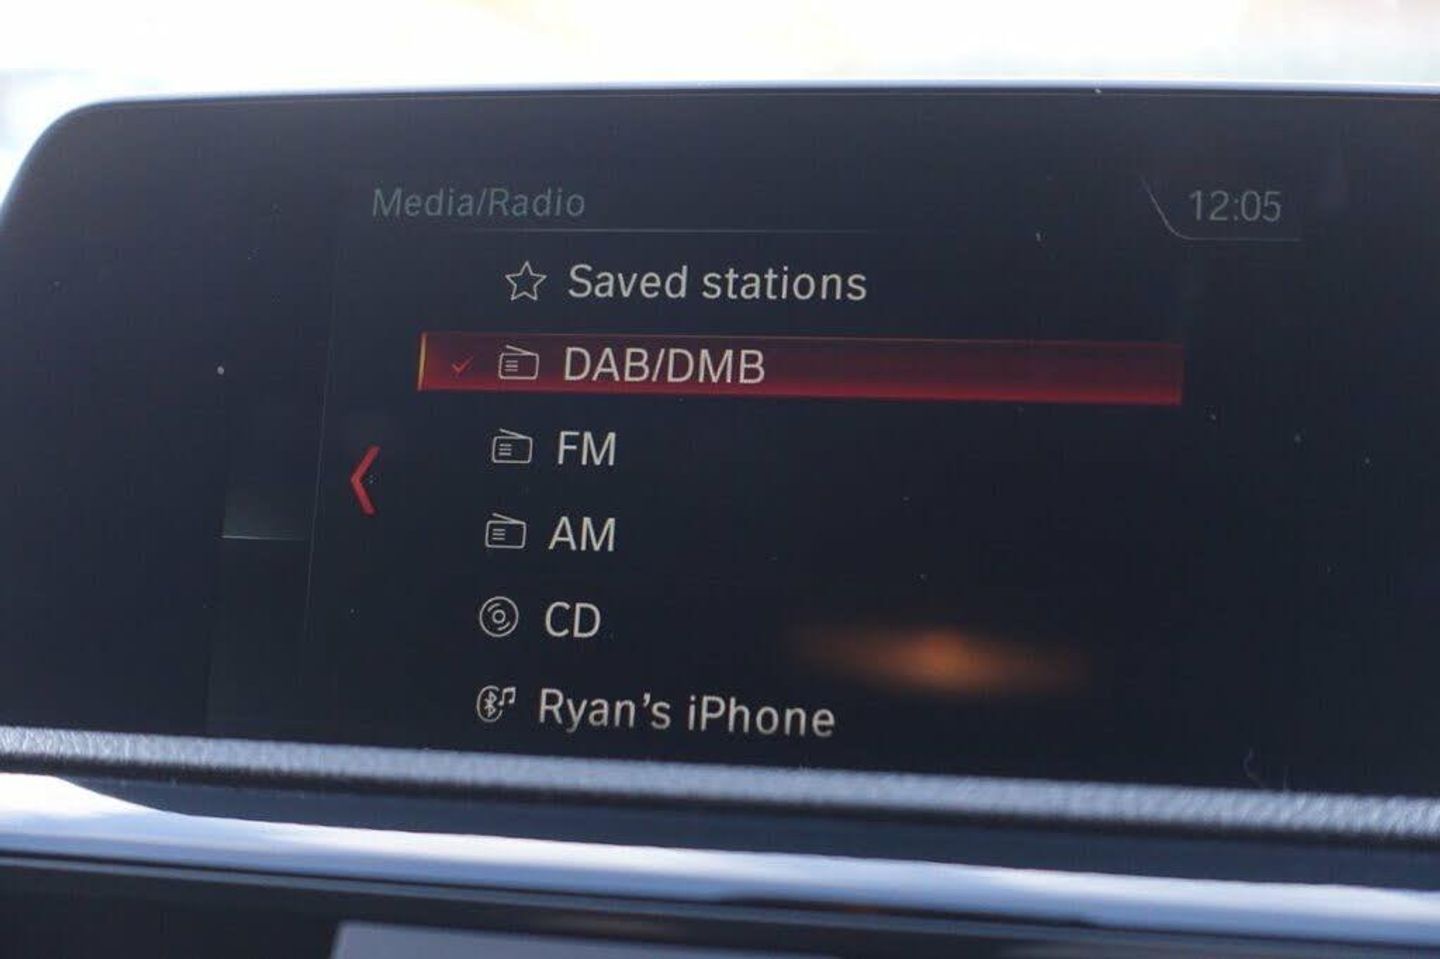 Media/Radio
12:05
Saved stations
DAB/DMB
FM
AM
CD
Ryan's iPhone